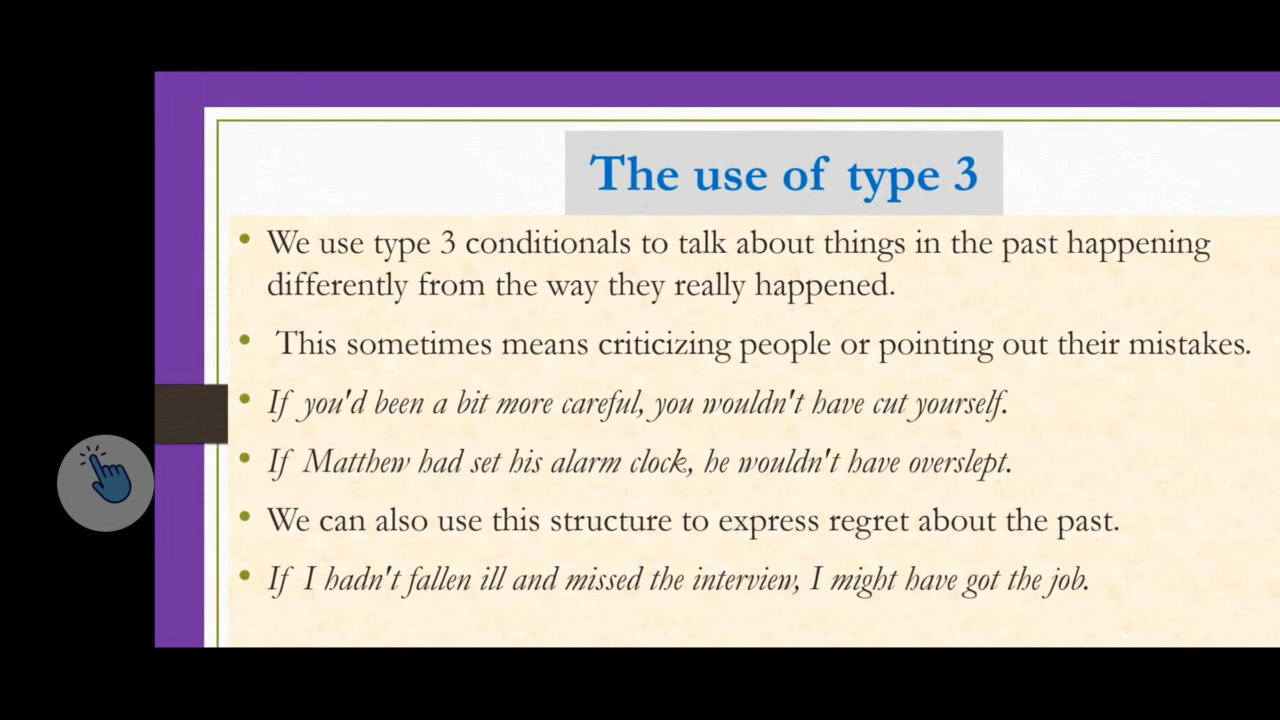 The use of type 3
• We use type 3 conditionals to talk about things in the past happening
differently from the way they really happened.
• This sometimes means criticizing people or pointing out their mistakes.
• If you'd been a bit more careful, you wouldn't have cut yourself.
• If Matthew had set his alarm clock, he wouldn't have overslept.
• We can also use this structure to express regret about the past.
• If I hadn't fallen ill and missed the interview, I might have got the job.